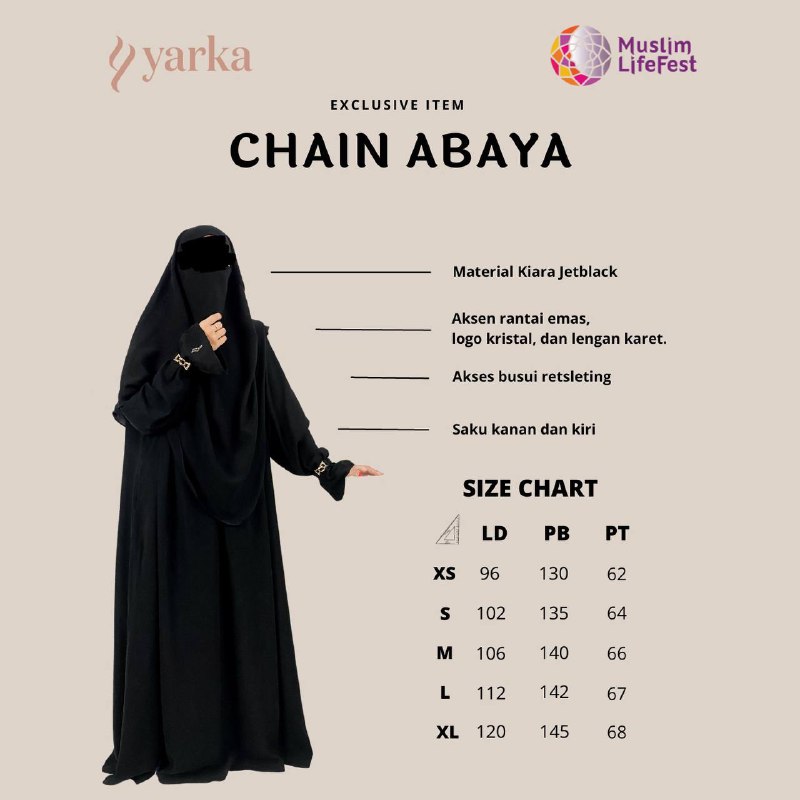 yarka
Muslim
LifeFest
EXCLUSIVE ITEM
CHAIN ABAYA
Material Kiara Jetblack
Aksen rantai emas,
logo kristal, dan lengan karet.
Akses busui retsleting
Saku kanan dan kiri
SIZE CHART
LD PB PT
XS 96 130 62
S 102 135 64
M 106 140 66
L 112 142 67
XL 120 145 68